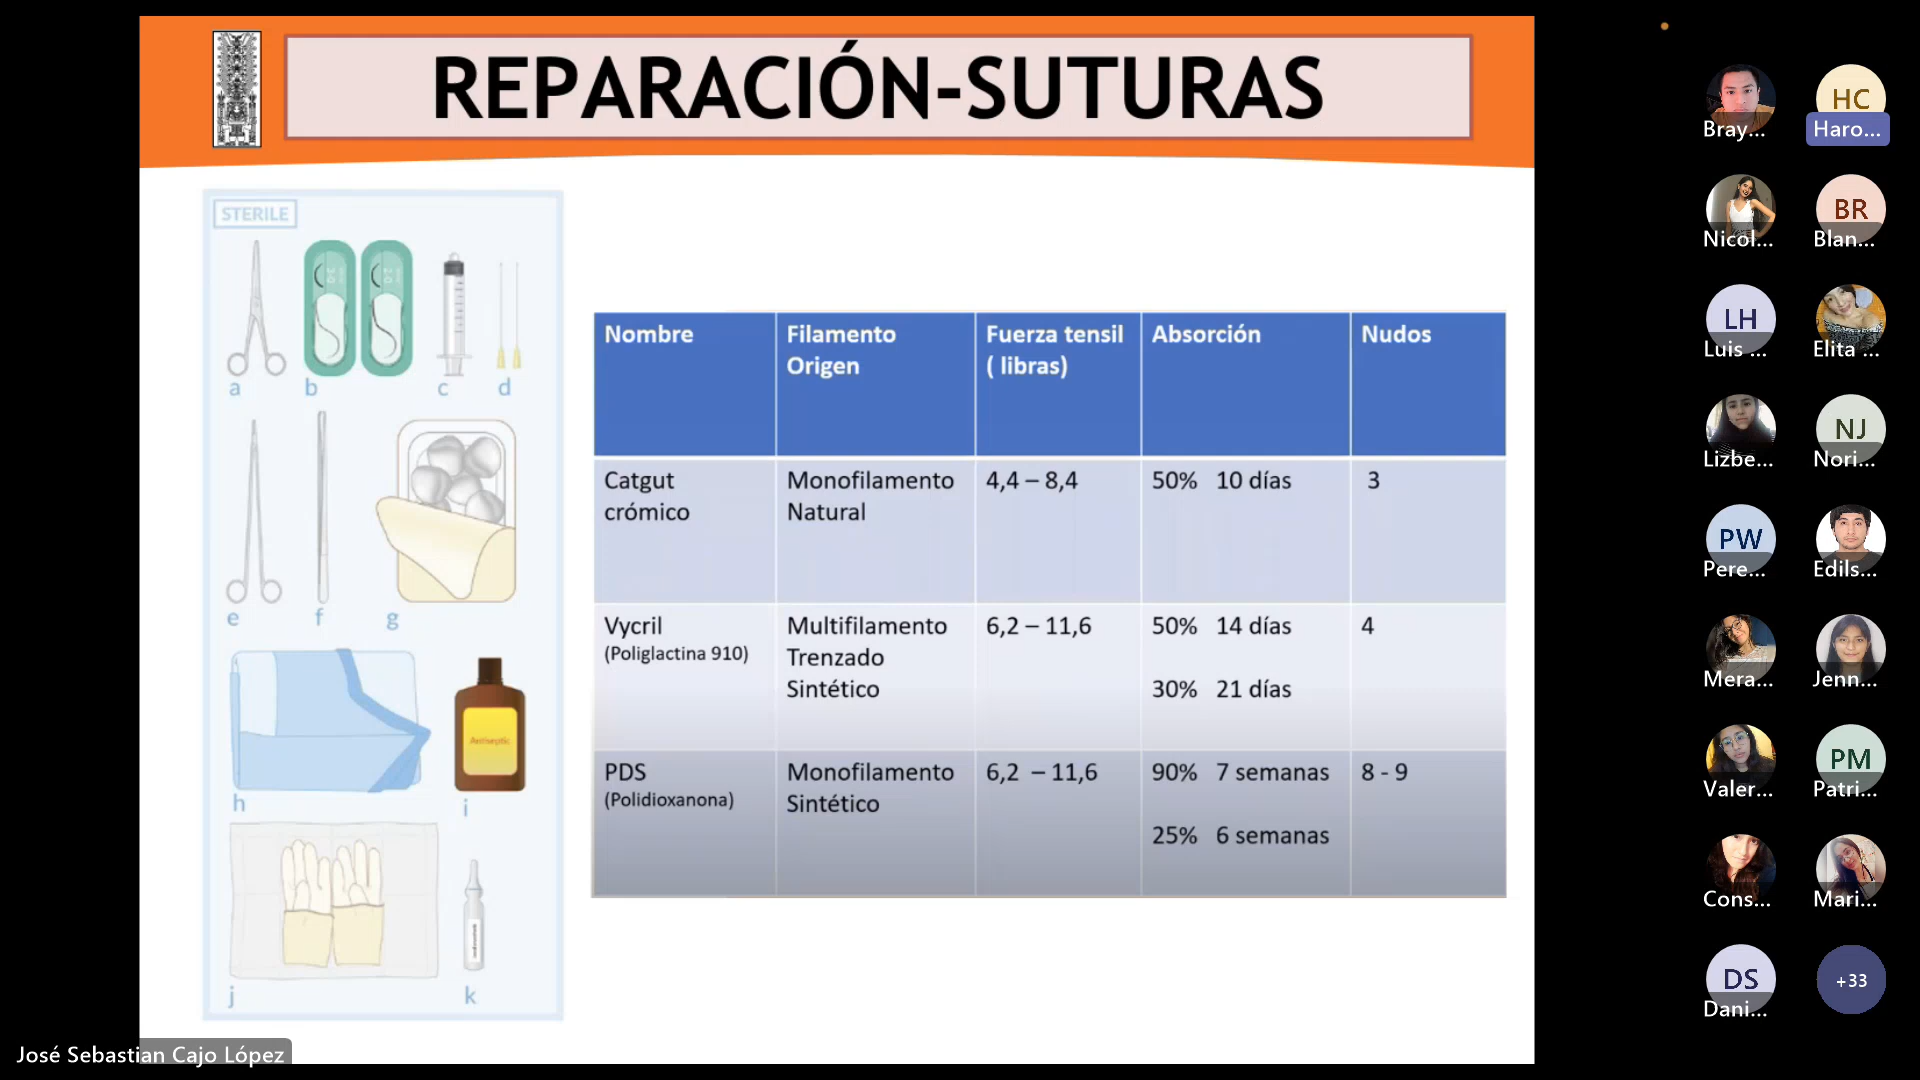 REPARACIÓN-SUTURAS
STERILE
a
b
c
d
e
f
g
h
Antiseptic
i
j
k
Nombre
Filamento
Origen
Fuerza tensil
( libras)
Absorción
Nudos
Catgut
crómico
Monofilamento
Natural
4,4 – 8,4
50% 10 días
3
Vycril
(Poliglactina 910)
Multifilamento
Trenzado
Sintético
6,2 – 11,6
50% 14 días
30% 21 días
4
PDS
(Polidioxanona)
Monofilamento
Sintético
6,2 – 11,6
90% 7 semanas
25% 6 semanas
8 - 9
José Sebastian Cajo López
Bray...
HC
Haro...
Nicol...
BR
Blan...
LH
Luis ...
Elita ...
Lizbe...
NJ
Nori...
PW
Pere...
Edils...
Mera...
Jenn...
Valer...
PM
Patri...
Cons...
Mari...
DS
Dani...
+33